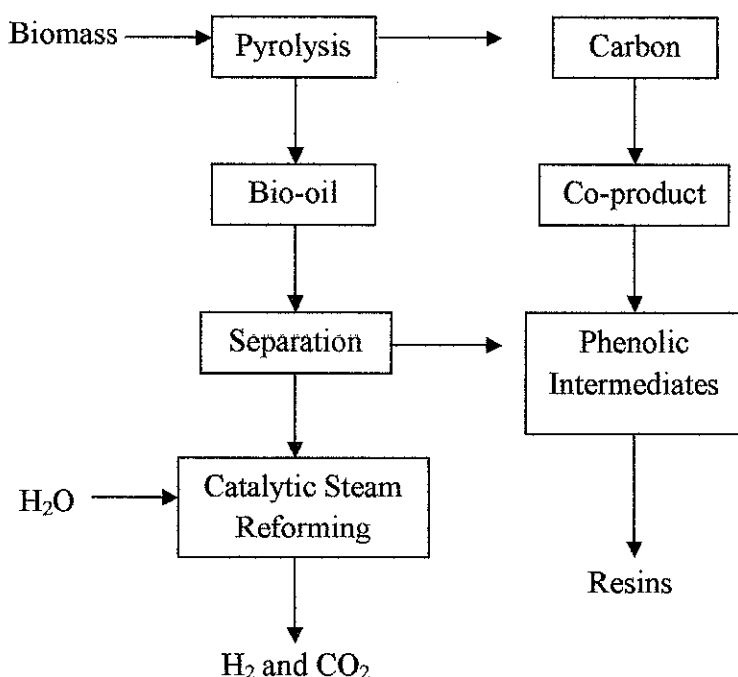 Biomass
Pyrolysis
Carbon
Bio-oil
Co-product
Separation
Phenolic
Intermediates
H₂O
Catalytic Steam
Reforming
Resins
H₂ and CO₂